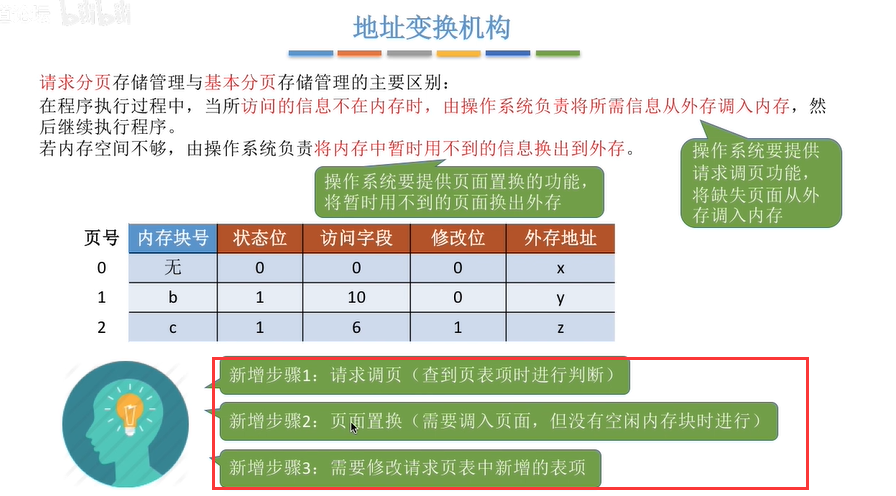 bilibili
地址变换机构
请求分页存储管理与基本分页存储管理的主要区别：
在程序执行过程中，当所访问的信息不在内存时，由操作系统负责将所需信息从外存调入内存，然
后继续执行程序。
若内存空间不够，由操作系统负责将内存中暂时用不到的信息换出到外存。
操作系统要提供
请求调页功能，
将缺失页面从外
存调入内存
操作系统要提供页面置换的功能，
将暂时用不到的页面换出外存
页号 内存块号 状态位 访问字段 修改位 外存地址
0 无 0 0 0 x
1 b 1 10 0 y
2 c 1 6 1 z
新增步骤1：请求调页（查到页表项时进行判断）
新增步骤2：页面置换（需要调入页面，但没有空闲内存块时进行）
新增步骤3：需要修改请求页表中新增的表项